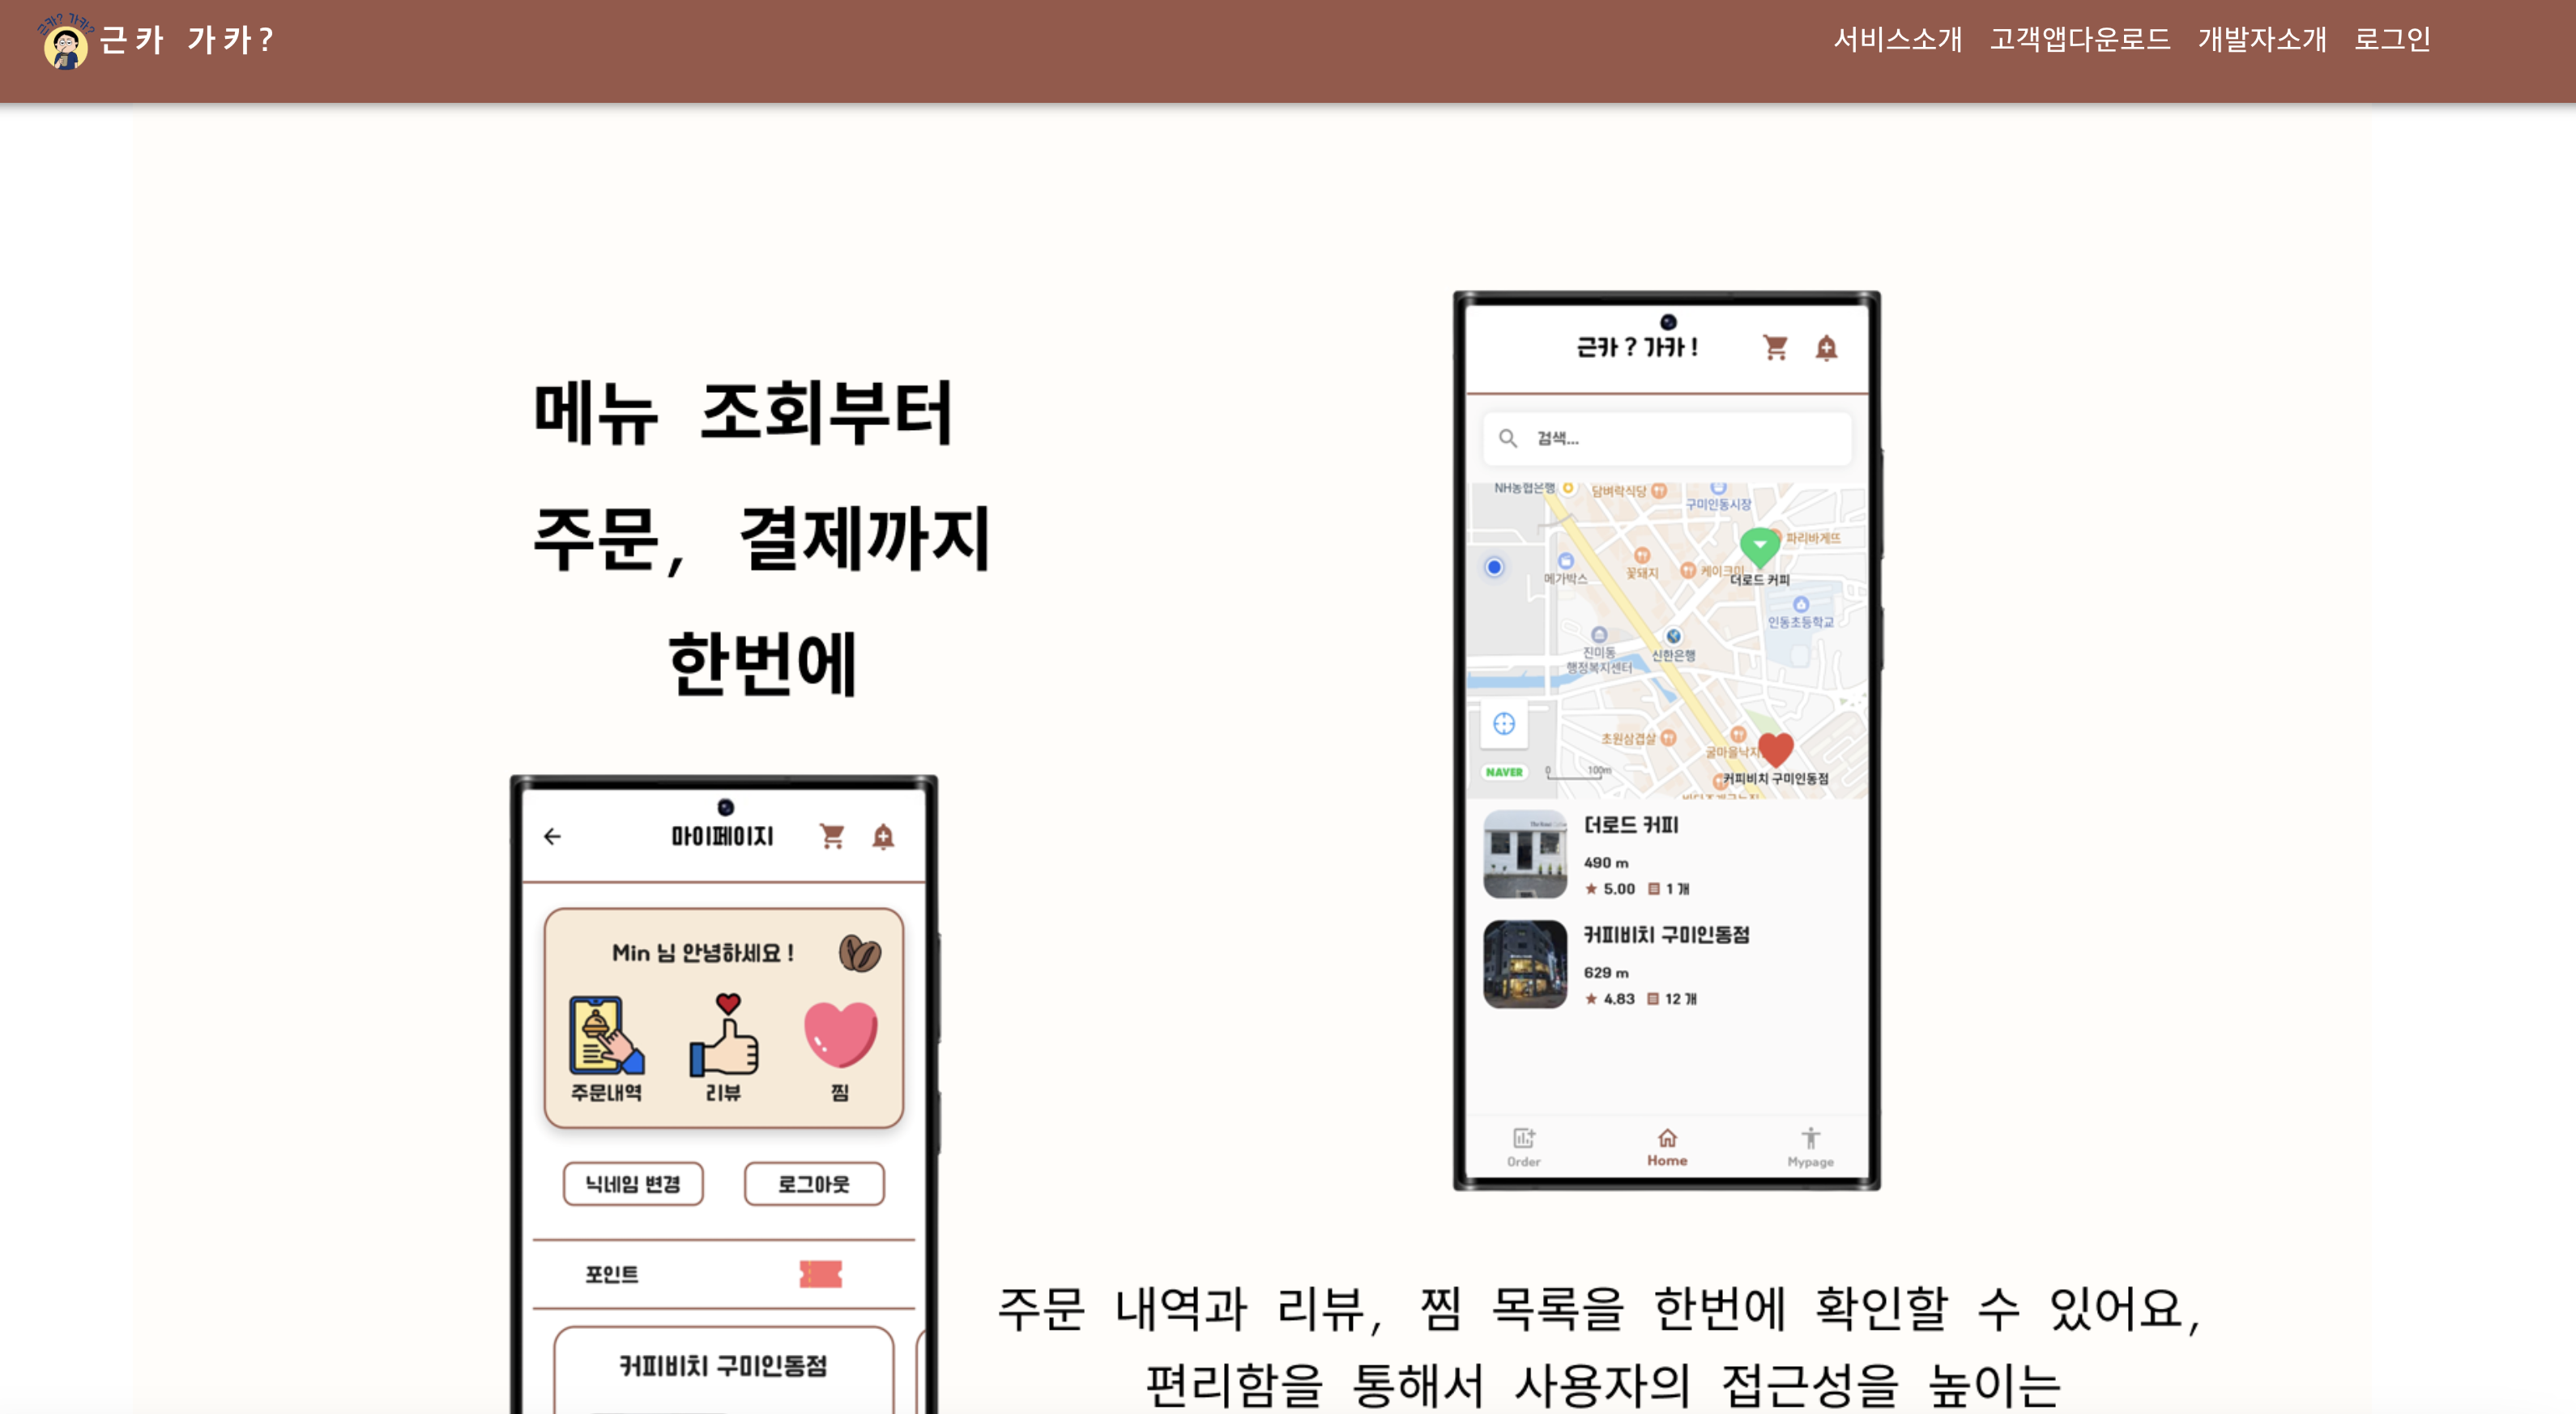 근카? 가카?
근카 가카?
서비스소개 고객앱다운로드 개발자소개 로그인
메뉴 조회부터
주문, 결제까지
한번에
근카 ? 가카 !
검색...
NH농협은행
담벼락식당
구미인동시장
파리바게뜨
메가박스
꽃돼지
케이크미
더로드 커피
인동초등학교
진미동
행정복지센터
신한은행
초원삼겹살
굴마을낙지
커피비치 구미인동점
NAVER
0 100m
더로드 커피
490 m
5.00 1 개
커피비치 구미인동점
629 m
4.83 12 개
Order Home Mypage
마이페이지
Min 님 안녕하세요 !
주문내역 리뷰 찜
닉네임 변경 로그아웃
포인트
커피비치 구미인동점
주문 내역과 리뷰, 찜 목록을 한번에 확인할 수 있어요,
편리함을 통해서 사용자의 접근성을 높이는